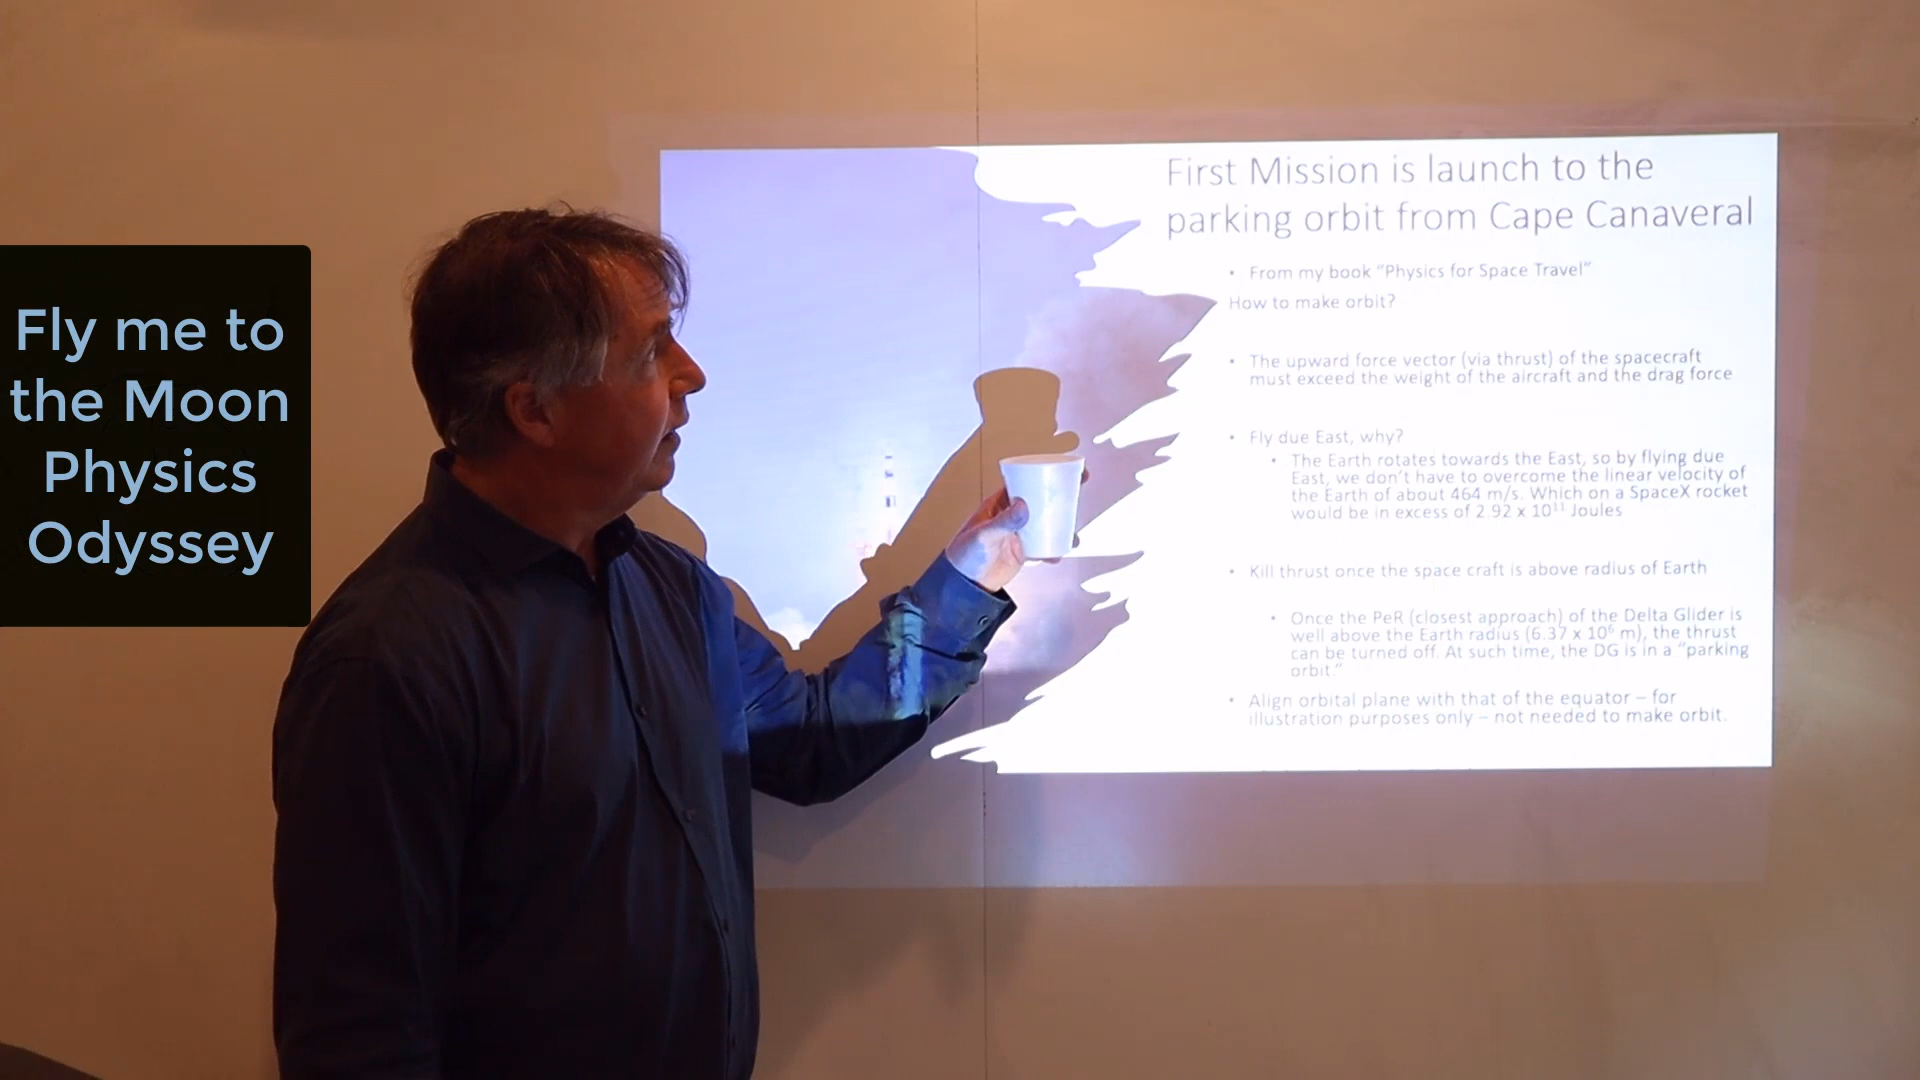 Fly me to
the Moon
Physics
Odyssey
First Mission is launch to the
parking orbit from Cape Canaveral
• From my book “Physics for Space Travel”
How to make orbit?
• The upward force vector (via thrust) of the spacecraft
must exceed the weight of the aircraft and the drag force
• Fly due East, why?
• The Earth rotates towards the East, so by flying due
East, we don't have to overcome the linear velocity of
the Earth of about 464 m/s. Which on a SpaceX rocket
would be in excess of 2.92 x 10¹¹ Joules
• Kill thrust once the space craft is above radius of Earth
• Once the PeR (closest approach) of the Delta Glider is
well above the Earth radius (6.37 x 10⁶ m), the thrust
can be turned off. At such time, the DG is in a “parking
orbit.”
• Align orbital plane with that of the equator – for
illustration purposes only – not needed to make orbit.